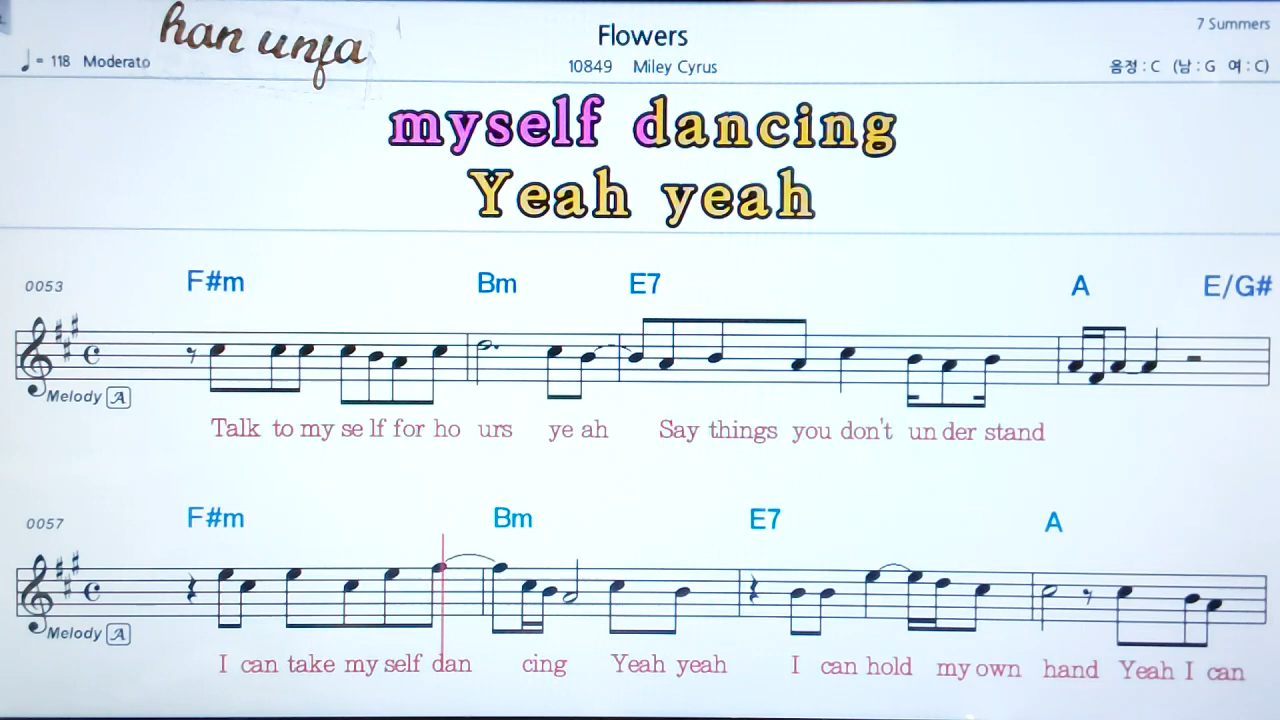 han unja
Flowers
7 Summers
♩ = 118 Moderato
10849 Miley Cyrus
음정 : C (남 : G 여 : C)
myself dancing
Yeah yeah
0053
F#m Bm E7 A E/G#
C
Melody A
Talk to my se lf for ho urs ye ah Say things you don't un der stand
0057
F#m Bm E7 A
C
Melody A
I can take my self dan cing Yeah yeah I can hold my own hand Yeah I can